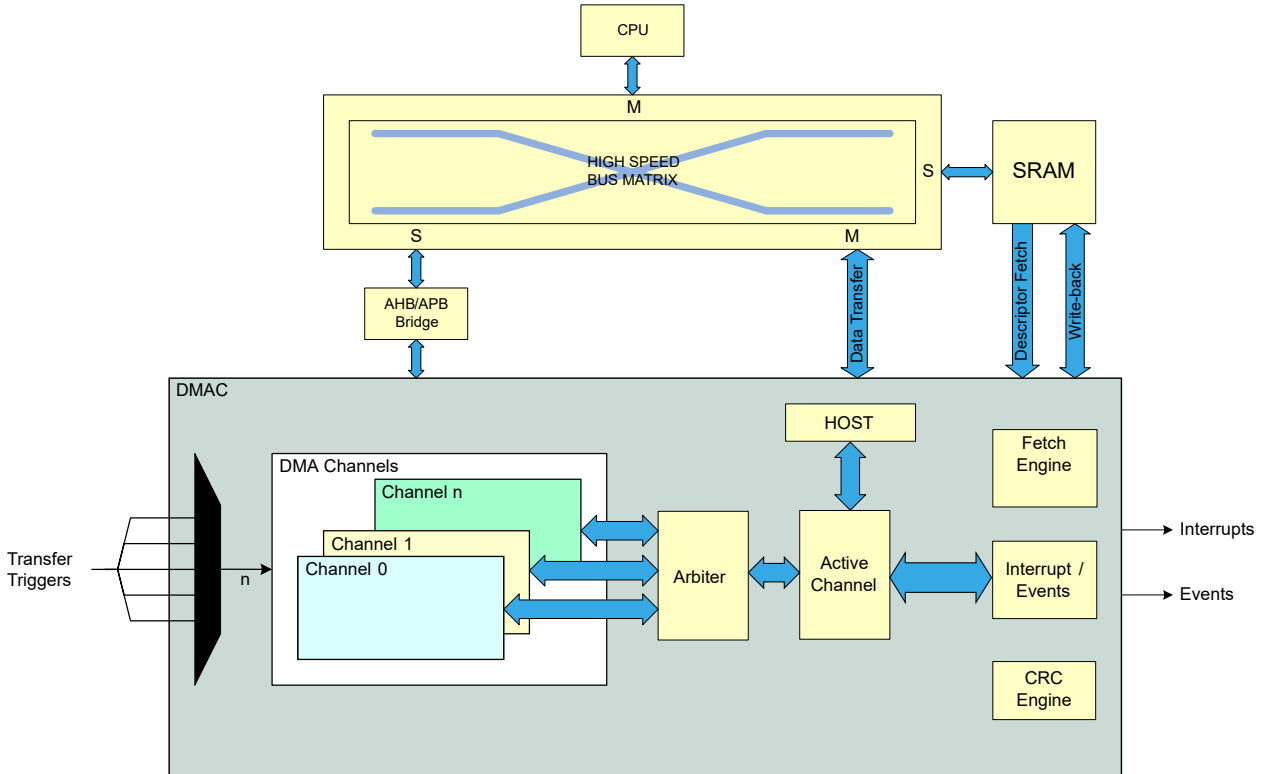 CPU
M
HIGH SPEED
BUS MATRIX
S
SRAM
S
M
AHB/APB
Bridge
Data Transfer
Descriptor Fetch
Write-back
DMAC
HOST
Fetch
Engine
DMA Channels
Channel n
Channel 1
Channel 0
Transfer
Triggers
n
Arbiter
Active
Channel
Interrupt /
Events
Interrupts
Events
CRC
Engine